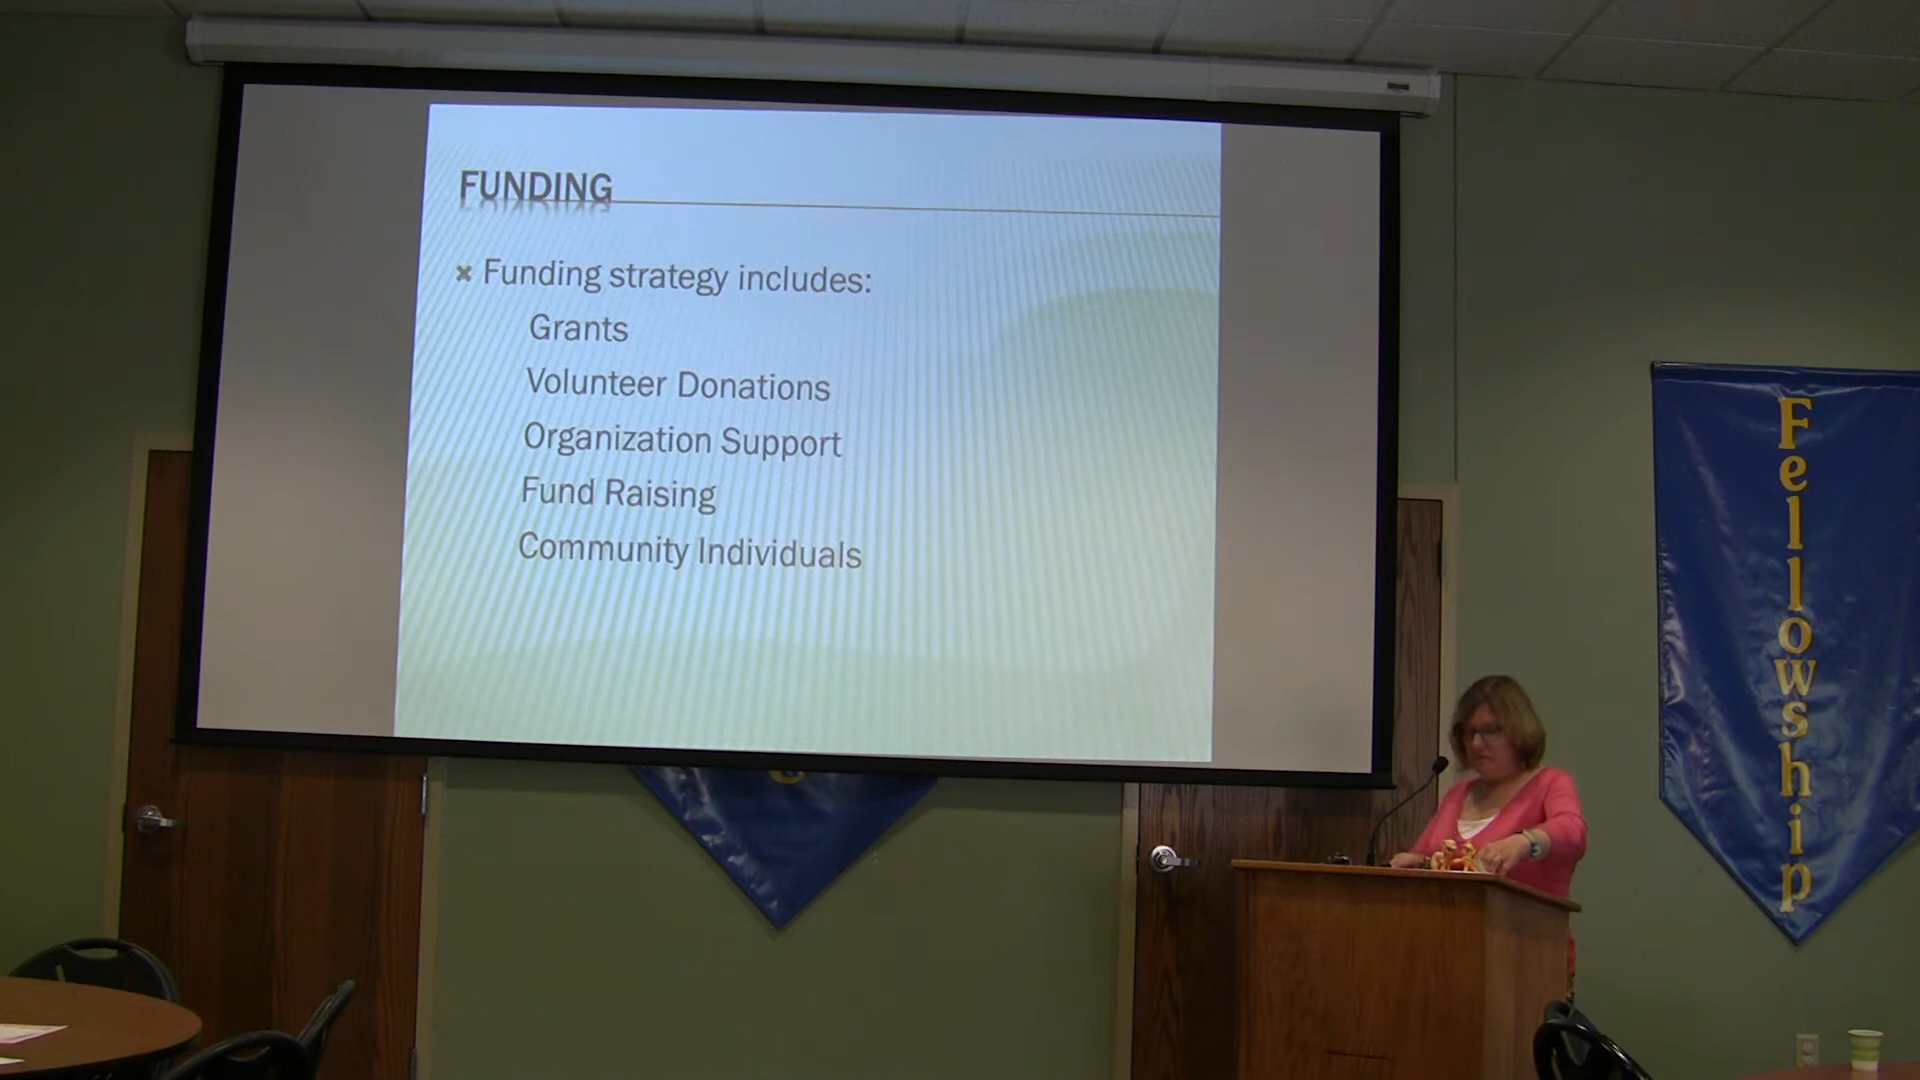 FUNDING
Funding strategy includes:
Grants
Volunteer Donations
Organization Support
Fund Raising
Community Individuals
Fellowship